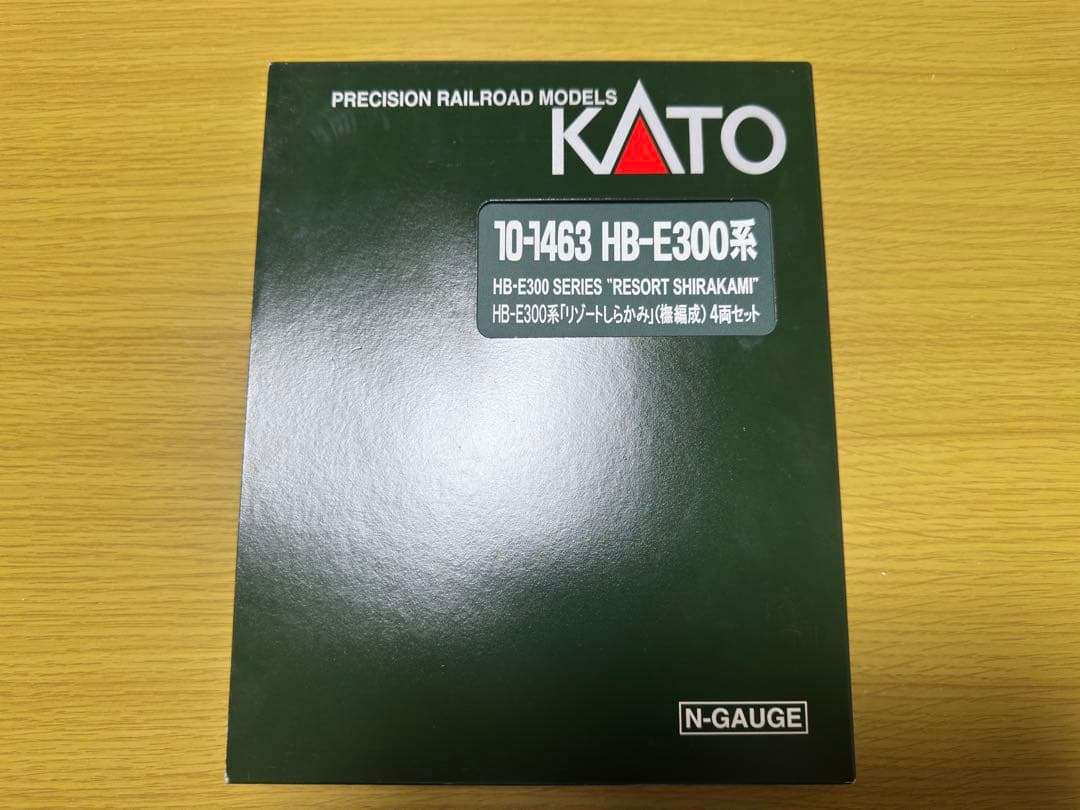 PRECISION RAILROAD MODELS
KATO
10-1463 HB-E300系
HB-E300 SERIES "RESORT SHIRAKAMI"
HB-E300系「リゾートしらかみ」(橅編成) 4両セット
N-GAUGE